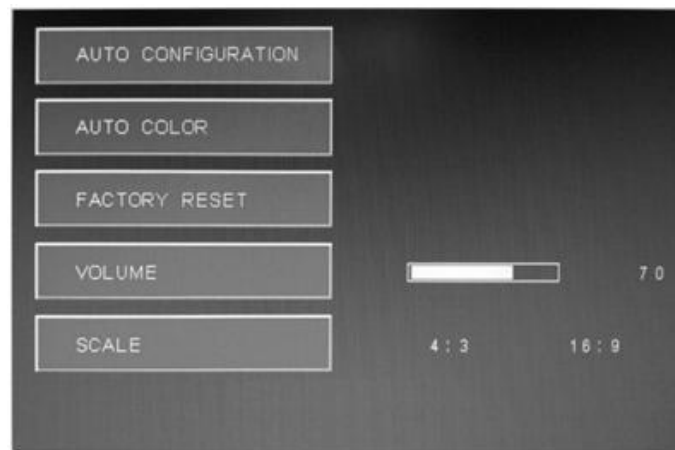 AUTO CONFIGURATION
AUTO COLOR
FACTORY RESET
VOLUME 70
SCALE 4:3 16:9